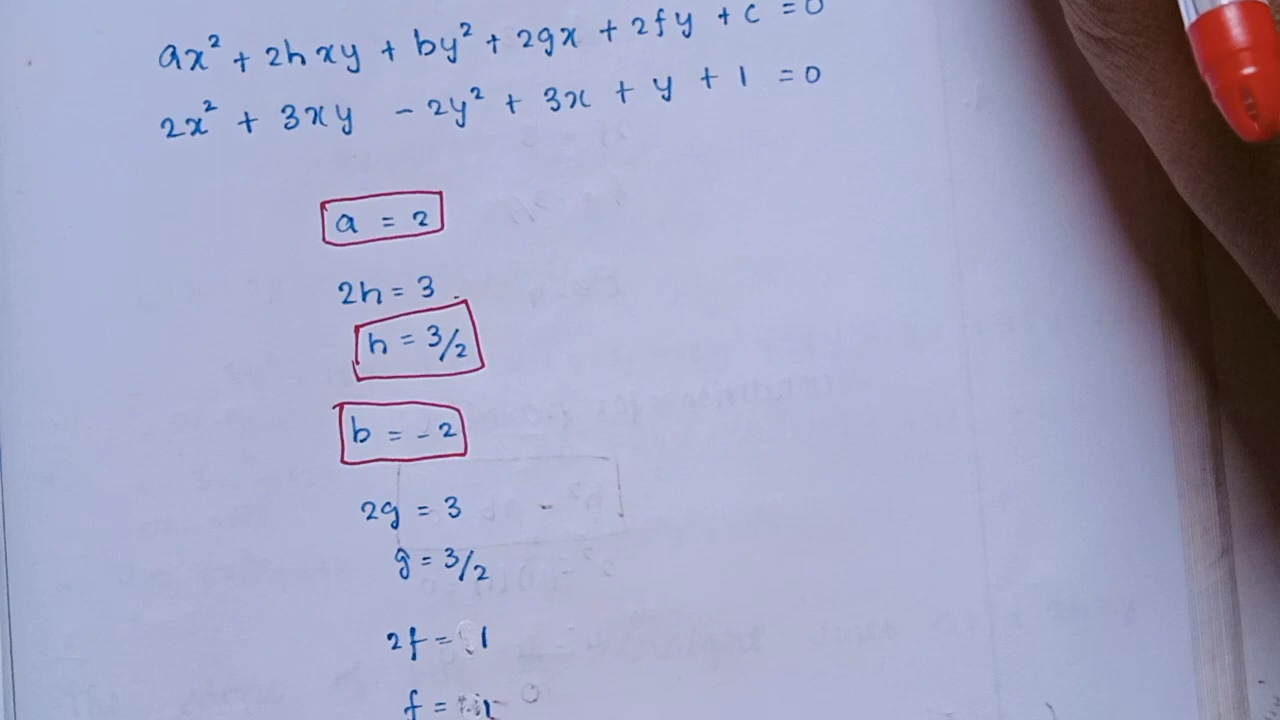 ax² + 2hxy + by² + 2gx + 2fy + c = 0
2x² + 3xy - 2y² + 3x + y + 1 = 0
a = 2
2h = 3
h = 3/2
b = -2
2g = 3
g = 3/2
2f = 1
f =